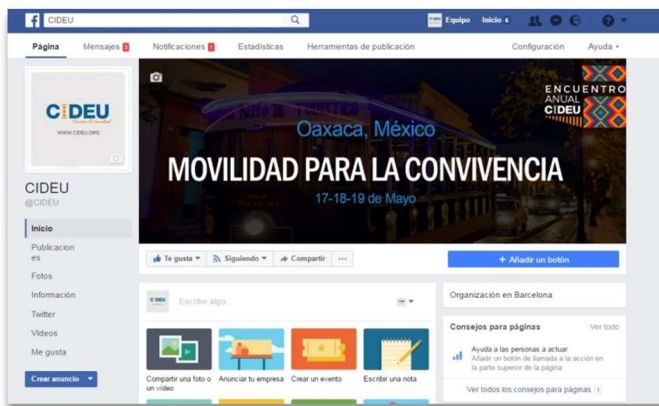 CIDEU
Equipo Inicio 6
Página Mensajes 3 Notificaciones 1 Estadísticas Herramientas de publicación Configuración Ayuda
CIDEU
WWW.CIDEU.ORG
ENCUENTRO
ANUAL
CIDEU
Oaxaca, México
MOVILIDAD PARA LA CONVIVENCIA
17-18-19 de Mayo
CIDEU
@CIDEU
Inicio
Publicacion
es
Fotos
Información
Twitter
Vídeos
Me gusta
Crear anuncio
Te gusta Siguiendo Compartir ...
+ Añadir un botón
CIDEU
Escribe algo...
Compartir una foto o
un vídeo
Anunciar tu empresa
Crear un evento
Escribir una nota
Organización en Barcelona
Consejos para páginas Ver todo
Ayuda a las personas a actuar
Añadir un botón de llamada a la acción en
la parte superior de la página.
Ver todos los consejos para páginas 1